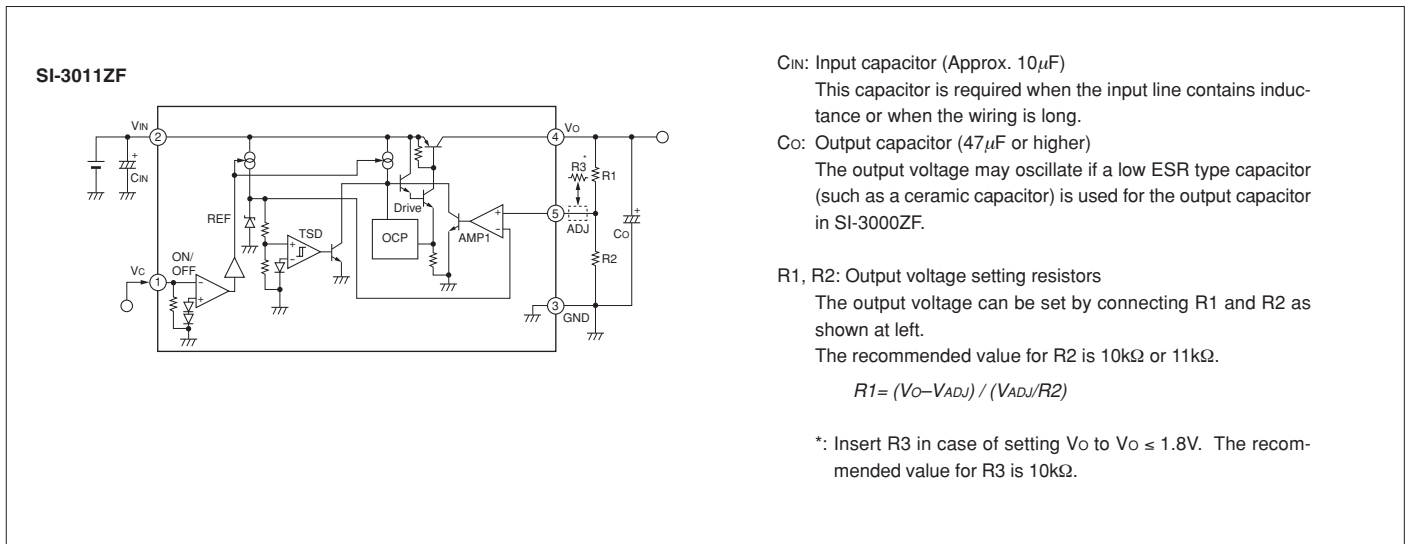 SI-3011ZF
VIN
2
CIN
+
REF
ON/
OFF
VC
1
-
+
TSD
+
-
Drive
OCP
AMP1
+
-
4
VO
*
R3
R1
5
ADJ
R2
CO
+
3
GND
CIN: Input capacitor (Approx. 10μF)
This capacitor is required when the input line contains induc-
tance or when the wiring is long.
CO: Output capacitor (47μF or higher)
The output voltage may oscillate if a low ESR type capacitor
(such as a ceramic capacitor) is used for the output capacitor
in SI-3000ZF.
R1, R2: Output voltage setting resistors
The output voltage can be set by connecting R1 and R2 as
shown at left.
The recommended value for R2 is 10kΩ or 11kΩ.
R1= (VO–VADJ) / (VADJ/R2)
*: Insert R3 in case of setting VO to VO ≤ 1.8V. The recom-
mended value for R3 is 10kΩ.